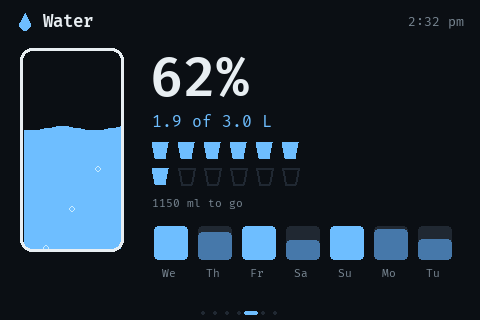 Water
2:32 pm
62%
1.9 of 3.0 L
1150 ml to go
We Th Fr Sa Su Mo Tu